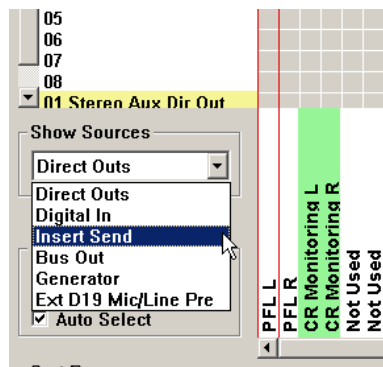 05
06
07
08
01 Stereo Aux Dir Out
Show Sources
Direct Outs
Direct Outs
Digital In
Insert Send
Bus Out
Generator
Ext D19 Mic/Line Pre
Auto Select
PFL L
PFL R
CR Monitoring L
CR Monitoring R
Not Used
Not Used